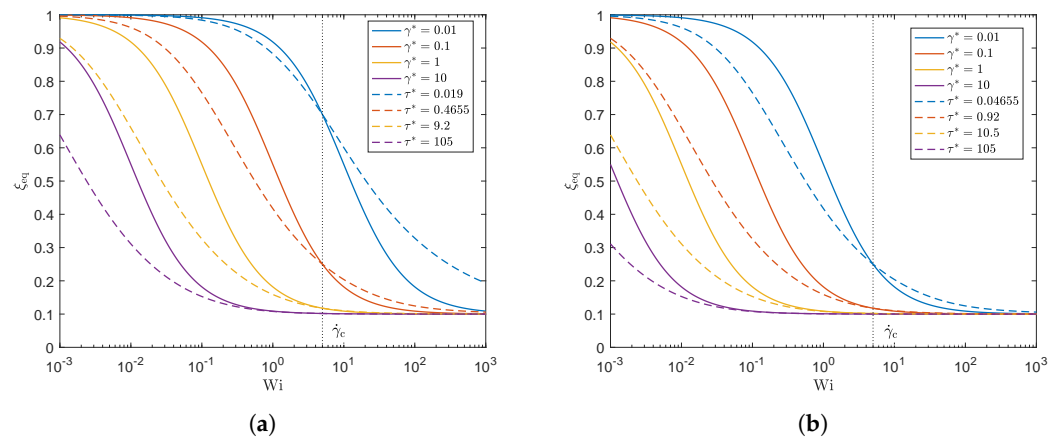 1
0.9
0.8
0.7
0.6
0.5
0.4
0.3
0.2
0.1
0
ξeq
10⁻³ 10⁻² 10⁻¹ 10⁰ 10¹ 10² 10³
Wi
γ̇c
γ* = 0.01
γ* = 0.1
γ* = 1
γ* = 10
τ* = 0.019
τ* = 0.4655
τ* = 9.2
τ* = 105
(a)
1
0.9
0.8
0.7
0.6
0.5
0.4
0.3
0.2
0.1
0
ξeq
10⁻³ 10⁻² 10⁻¹ 10⁰ 10¹ 10² 10³
Wi
γ̇c
γ* = 0.01
γ* = 0.1
γ* = 1
γ* = 10
τ* = 0.04655
τ* = 0.92
τ* = 10.5
τ* = 105
(b)